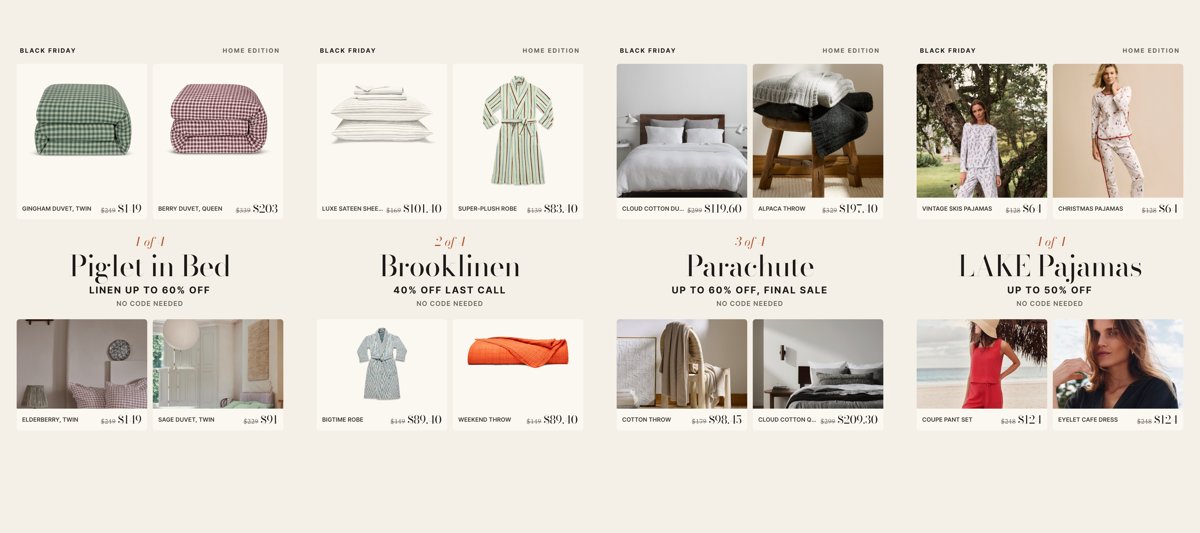 BLACK FRIDAY
HOME EDITION
GINGHAM DUVET, TWIN $249 $149
BERRY DUVET, QUEEN $339 $203
1 of 4
Piglet in Bed
LINEN UP TO 60% OFF
NO CODE NEEDED
ELDERBERRY, TWIN $249 $149
SAGE DUVET, TWIN $229 $91
BLACK FRIDAY
HOME EDITION
LUXE SATEEN SHEE... $169 $101.40
SUPER-PLUSH ROBE $139 $83.40
2 of 4
Brooklinen
40% OFF LAST CALL
NO CODE NEEDED
BIGTIME ROBE $149 $89.40
WEEKEND THROW $149 $89.40
BLACK FRIDAY
HOME EDITION
CLOUD COTTON DU... $299 $119.60
ALPACA THROW $329 $197.40
3 of 4
Parachute
UP TO 60% OFF, FINAL SALE
NO CODE NEEDED
COTTON THROW $179 $98.45
CLOUD COTTON Q... $299 $209.30
BLACK FRIDAY
HOME EDITION
VINTAGE SKIS PAJAMAS $128 $64
CHRISTMAS PAJAMAS $128 $64
4 of 4
LAKE Pajamas
UP TO 50% OFF
NO CODE NEEDED
COUPE PANT SET $248 $124
EYELET CAFE DRESS $248 $124